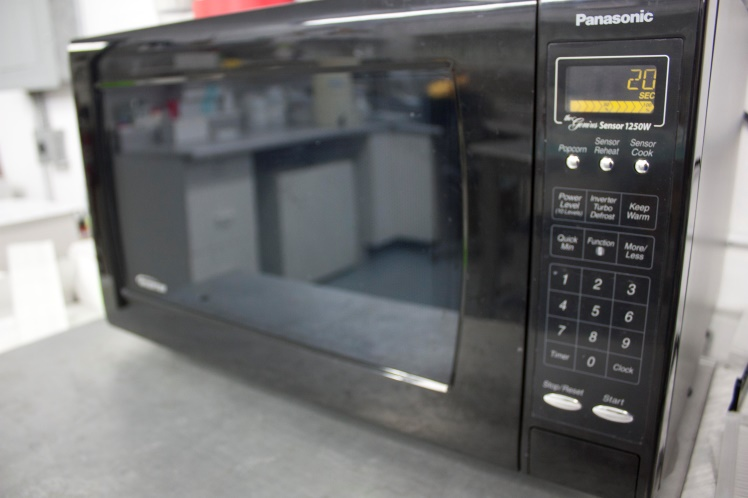 Panasonic
20
SEC
the Genius Sensor 1250W
Popcorn
Sensor Reheat
Sensor Cook
Power Level
(10 Levels)
Inverter Turbo Defrost
Keep Warm
Quick Min
Function
More/Less
1 2 3
4 5 6
7 8 9
Timer 0 Clock
Stop/Reset
Start